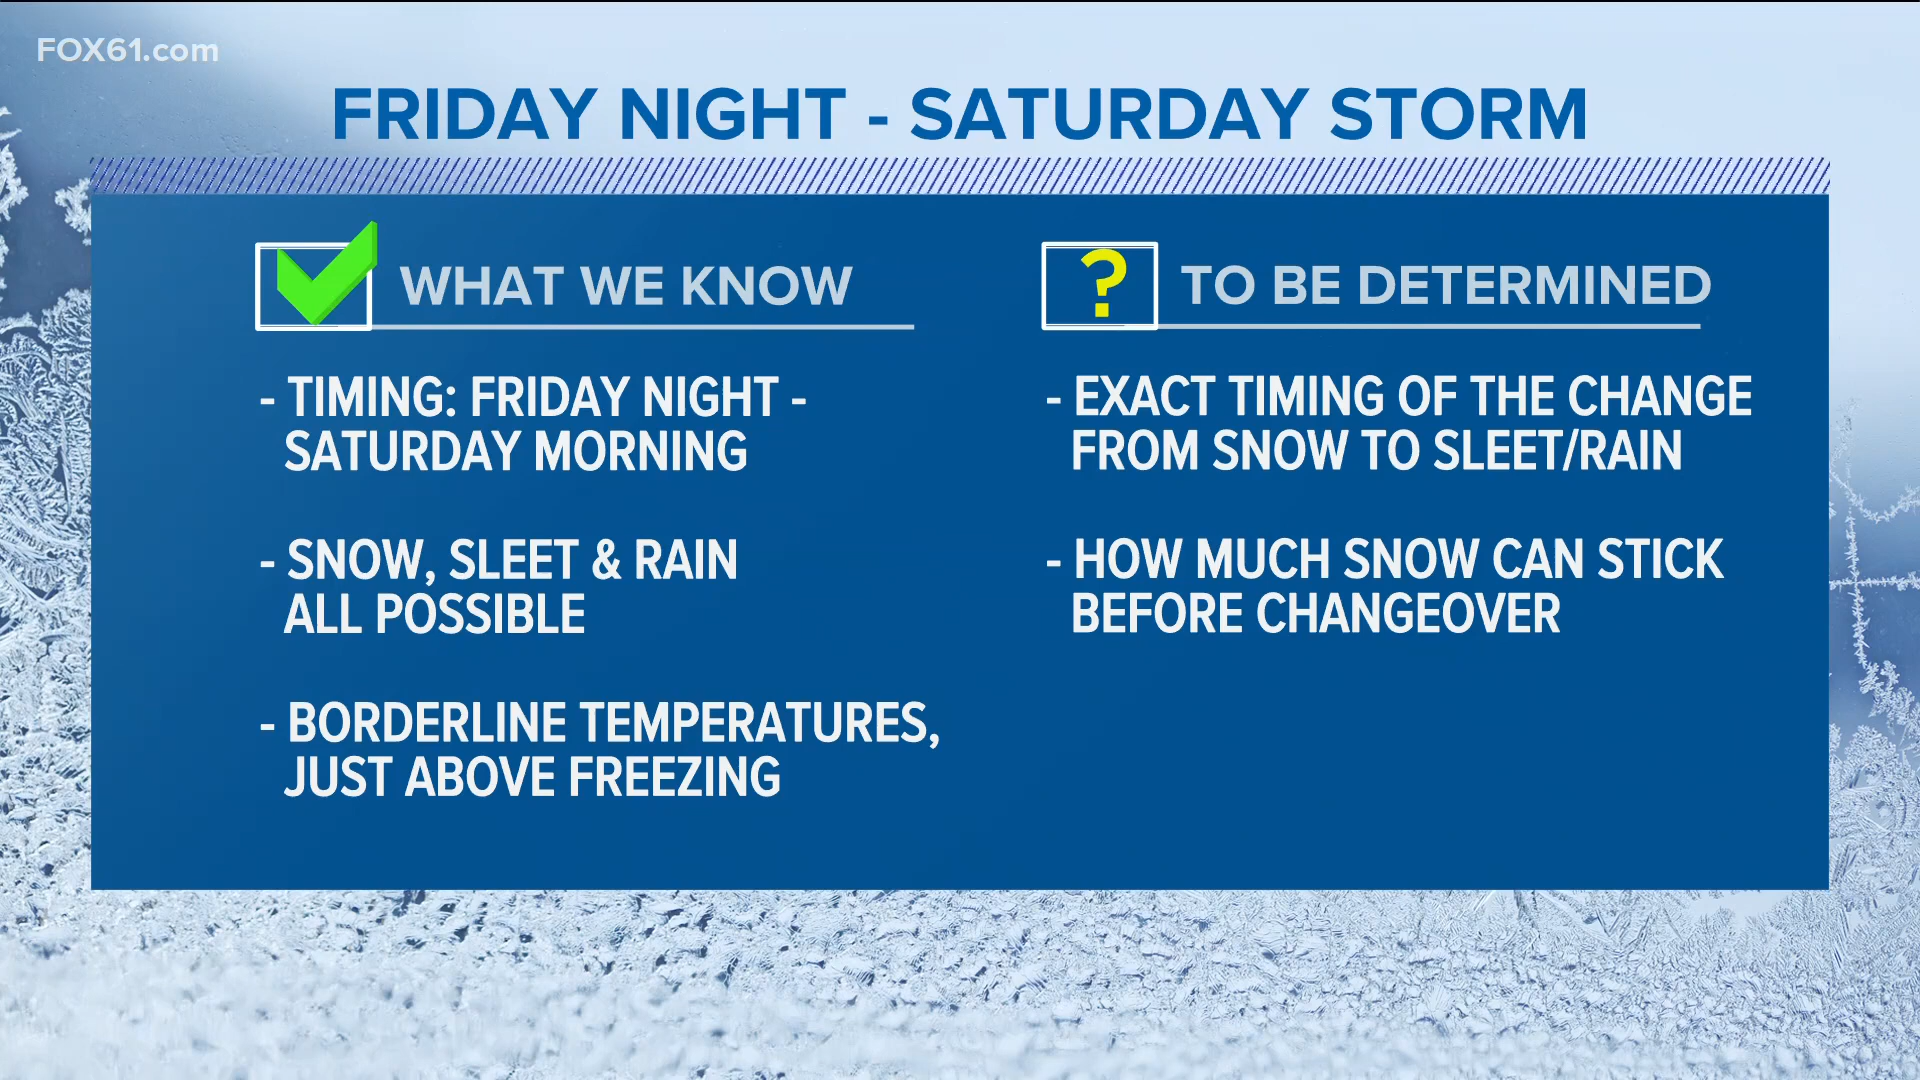 FOX61.com
FRIDAY NIGHT - SATURDAY STORM
WHAT WE KNOW
- TIMING: FRIDAY NIGHT -
SATURDAY MORNING
- SNOW, SLEET & RAIN
ALL POSSIBLE
- BORDERLINE TEMPERATURES,
JUST ABOVE FREEZING
? TO BE DETERMINED
- EXACT TIMING OF THE CHANGE
FROM SNOW TO SLEET/RAIN
- HOW MUCH SNOW CAN STICK
BEFORE CHANGEOVER